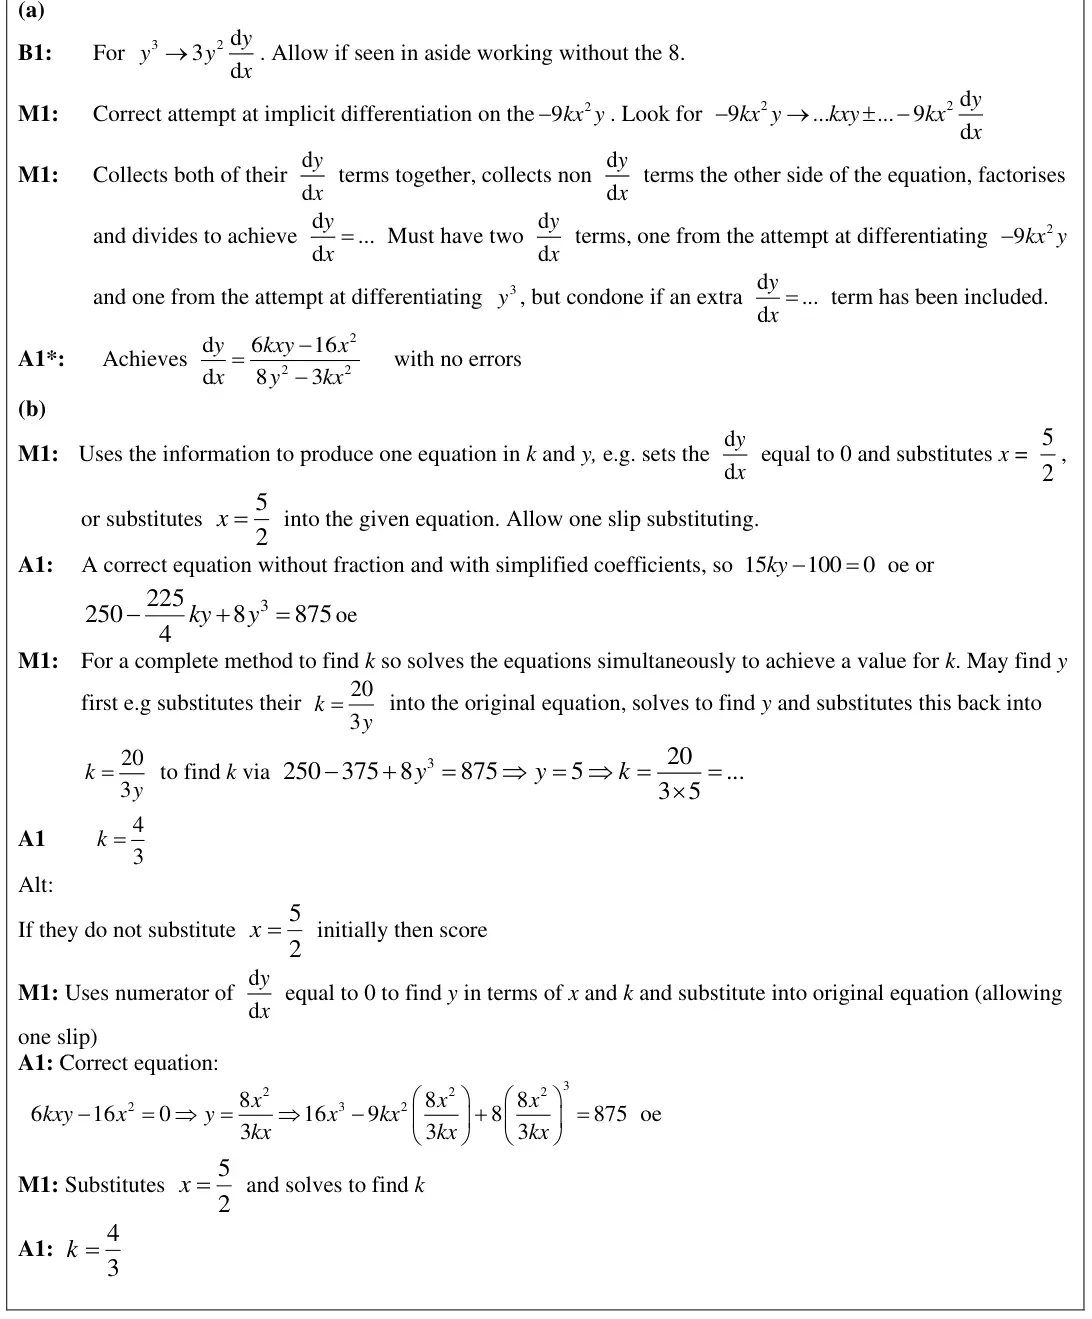 (a)
B1: For y³ → 3y² dy/dx . Allow if seen in aside working without the 8.
M1: Correct attempt at implicit differentiation on the −9kx²y . Look for −9kx²y → ...kxy ± ... − 9kx² dy/dx
M1: Collects both of their dy/dx terms together, collects non dy/dx terms the other side of the equation, factorises
and divides to achieve dy/dx = ... Must have two dy/dx terms, one from the attempt at differentiating −9kx²y
and one from the attempt at differentiating y³ , but condone if an extra dy/dx = ... term has been included.
A1*: Achieves dy/dx = (6kxy − 16x²)/(8y² − 3kx²) with no errors
(b)
M1: Uses the information to produce one equation in k and y, e.g. sets the dy/dx equal to 0 and substitutes x = 5/2 ,
or substitutes x = 5/2 into the given equation. Allow one slip substituting.
A1: A correct equation without fraction and with simplified coefficients, so 15ky − 100 = 0 oe or
250 − 225/4 ky + 8y³ = 875 oe
M1: For a complete method to find k so solves the equations simultaneously to achieve a value for k. May find y
first e.g substitutes their k = 20/3y into the original equation, solves to find y and substitutes this back into
k = 20/3y to find k via 250 − 375 + 8y³ = 875 ⇒ y = 5 ⇒ k = 20/(3×5) = ...
A1 k = 4/3
Alt:
If they do not substitute x = 5/2 initially then score
M1: Uses numerator of dy/dx equal to 0 to find y in terms of x and k and substitute into original equation (allowing
one slip)
A1: Correct equation:
6kxy − 16x² = 0 ⇒ y = 8x²/3kx ⇒ 16x³ − 9kx²(8x²/3kx) + 8(8x²/3kx)³ = 875 oe
M1: Substitutes x = 5/2 and solves to find k
A1: k = 4/3